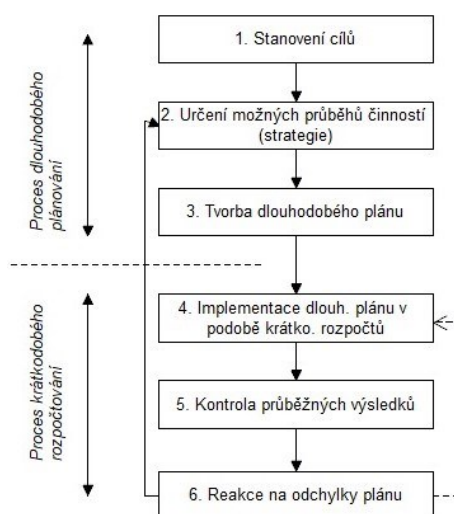 1. Stanovení cílů
2. Určení možných průběhů činností
(strategie)
3. Tvorba dlouhodobého plánu
Proces dlouhodobého
plánování
4. Implementace dlouh. plánu v
podobě krátko. rozpočtů
5. Kontrola průběžných výsledků
6. Reakce na odchylky plánu
Proces krátkodobého
rozpočtování